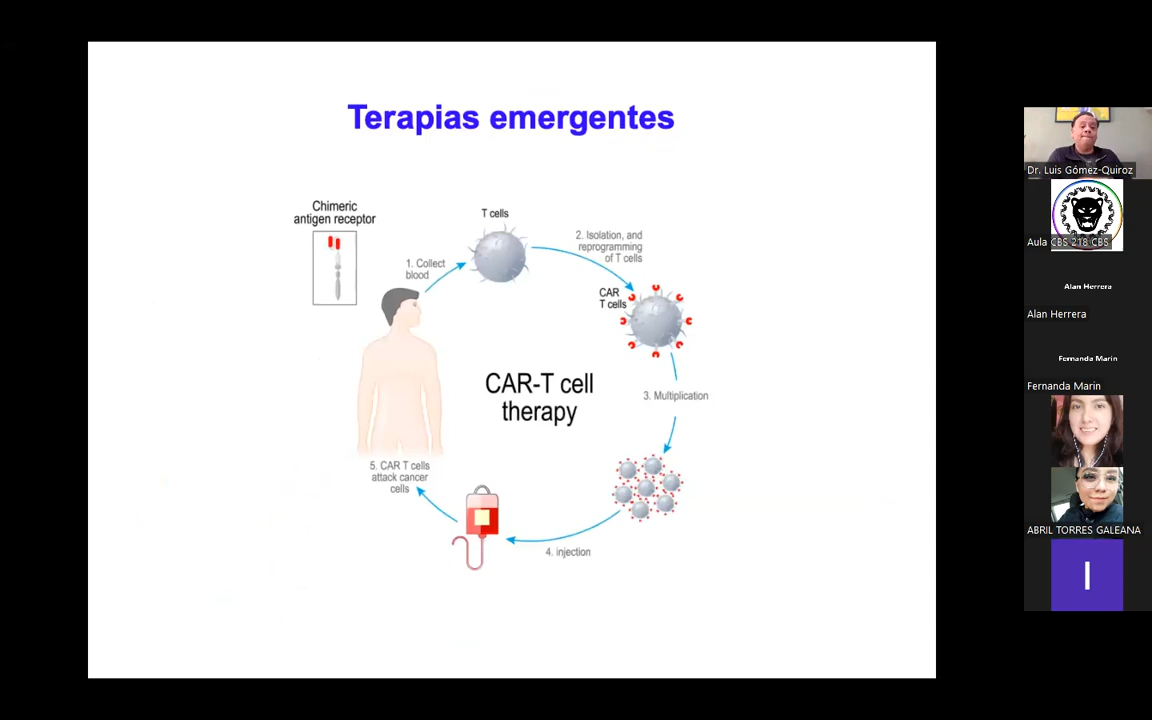 Terapias emergentes
Chimeric
antigen receptor
T cells
1. Collect
blood
2. Isolation, and
reprogramming
of T cells
CAR
T cells
CAR-T cell
therapy
3. Multiplication
4. injection
5. CAR T cells
attack cancer
cells
Dr. Luis Gómez-Quiroz
Aula CBS 218 CBS
Alan Herrera
Alan Herrera
Fernanda Marin
Fernanda Marin
ABRIL TORRES GALEANA
I